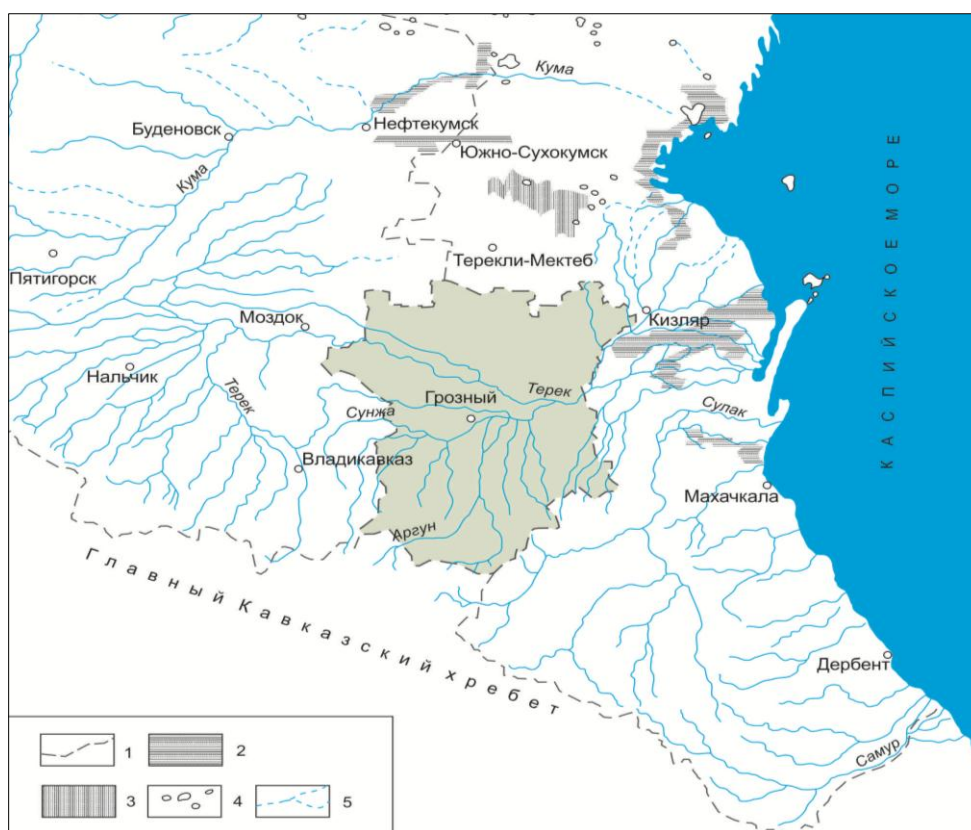 Кума
Буденовск
Нефтекумск
Южно-Сухокумск
Кума
Терекли-Мектеб
Пятигорск
Моздок
Кизляр
Нальчик
Терек
Терек
Грозный
Сунжа
Сулак
Владикавказ
Махачкала
Аргун
КАСПИЙСКОЕ МОРЕ
Главный Кавказский хребет
Дербент
Самур
1
2
3
4
5